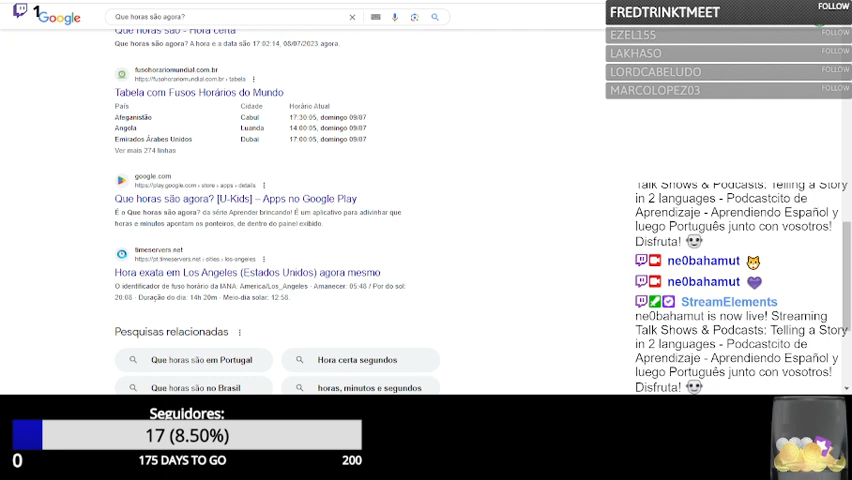 1
Google
Que horas são agora?
Que horas são - Hora certa
Que horas são agora? A hora e a data são 17:02:14, 08/07/2023 agora.
fusohorariomundial.com.br
https://fusohorariomundial.com.br › tabela
Tabela com Fusos Horários do Mundo
País Cidade Horário Atual
Afeganistão Cabul 17:30:05, domingo 09/07
Angola Luanda 14:00:05, domingo 09/07
Emirados Árabes Unidos Dubai 17:00:05, domingo 09/07
Ver mais 274 linhas
google.com
https://play.google.com › store › apps › details
Que horas são agora? [U-Kids] – Apps no Google Play
É o Que horas são agora? da série Aprender brincando! É um aplicativo para adivinhar que
horas e minutos apontam os ponteiros, de dentro do painel exibido.
timeservers.net
https://pt.timeservers.net › cities › los-angeles
Hora exata em Los Angeles (Estados Unidos) agora mesmo
O identificador de fuso horário da IANA: America/Los_Angeles · Amanecer: 05:48 / Por do sol:
20:08 · Duração do dia: 14h 20m · Meio-dia solar: 12:58.
Pesquisas relacionadas
Que horas são em Portugal
Hora certa segundos
Que horas são no Brasil
horas, minutos e segundos
FREDTRINKTMEET FOLLOW
EZEL155 FOLLOW
LAKHASO FOLLOW
LORDCABELUDO FOLLOW
MARCOLOPEZ03 FOLLOW
Talk Shows & Podcasts: Telling a Story
in 2 languages - Podcastcito de
Aprendizaje - Aprendiendo Español y
luego Português junto con vosotros!
Disfruta!
ne0bahamut
ne0bahamut
StreamElements
ne0bahamut is now live! Streaming
Talk Shows & Podcasts: Telling a Story
in 2 languages - Podcastcito de
Aprendizaje - Aprendiendo Español y
luego Português junto con vosotros!
Disfruta!
Seguidores:
17 (8.50%)
0 175 DAYS TO GO 200